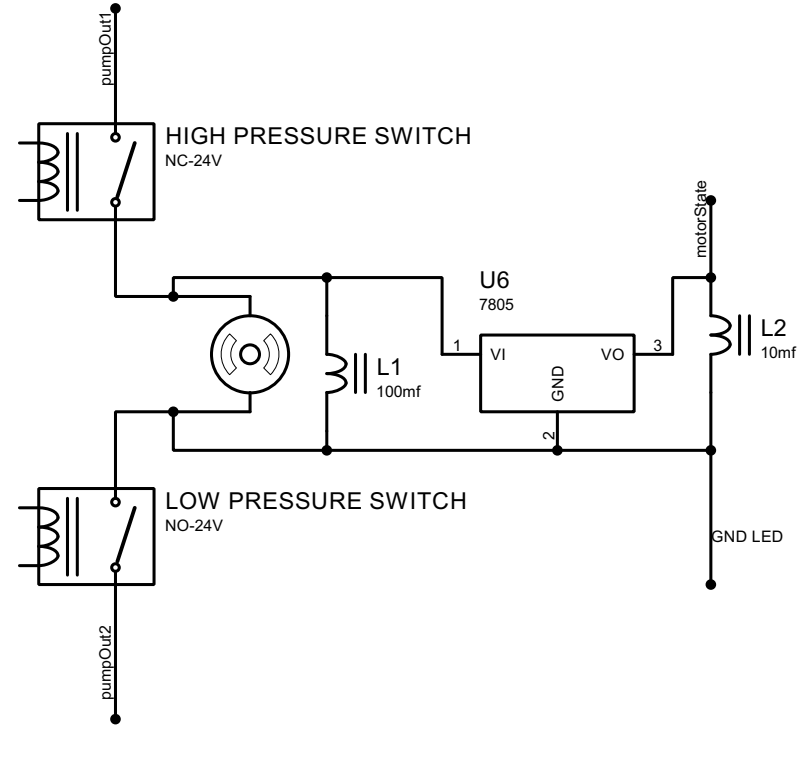 pumpOut1
HIGH PRESSURE SWITCH
NC-24V
motorState
U6
7805
1
VI
VO
3
GND
2
L1
100mf
L2
10mf
LOW PRESSURE SWITCH
NO-24V
GND LED
pumpOut2